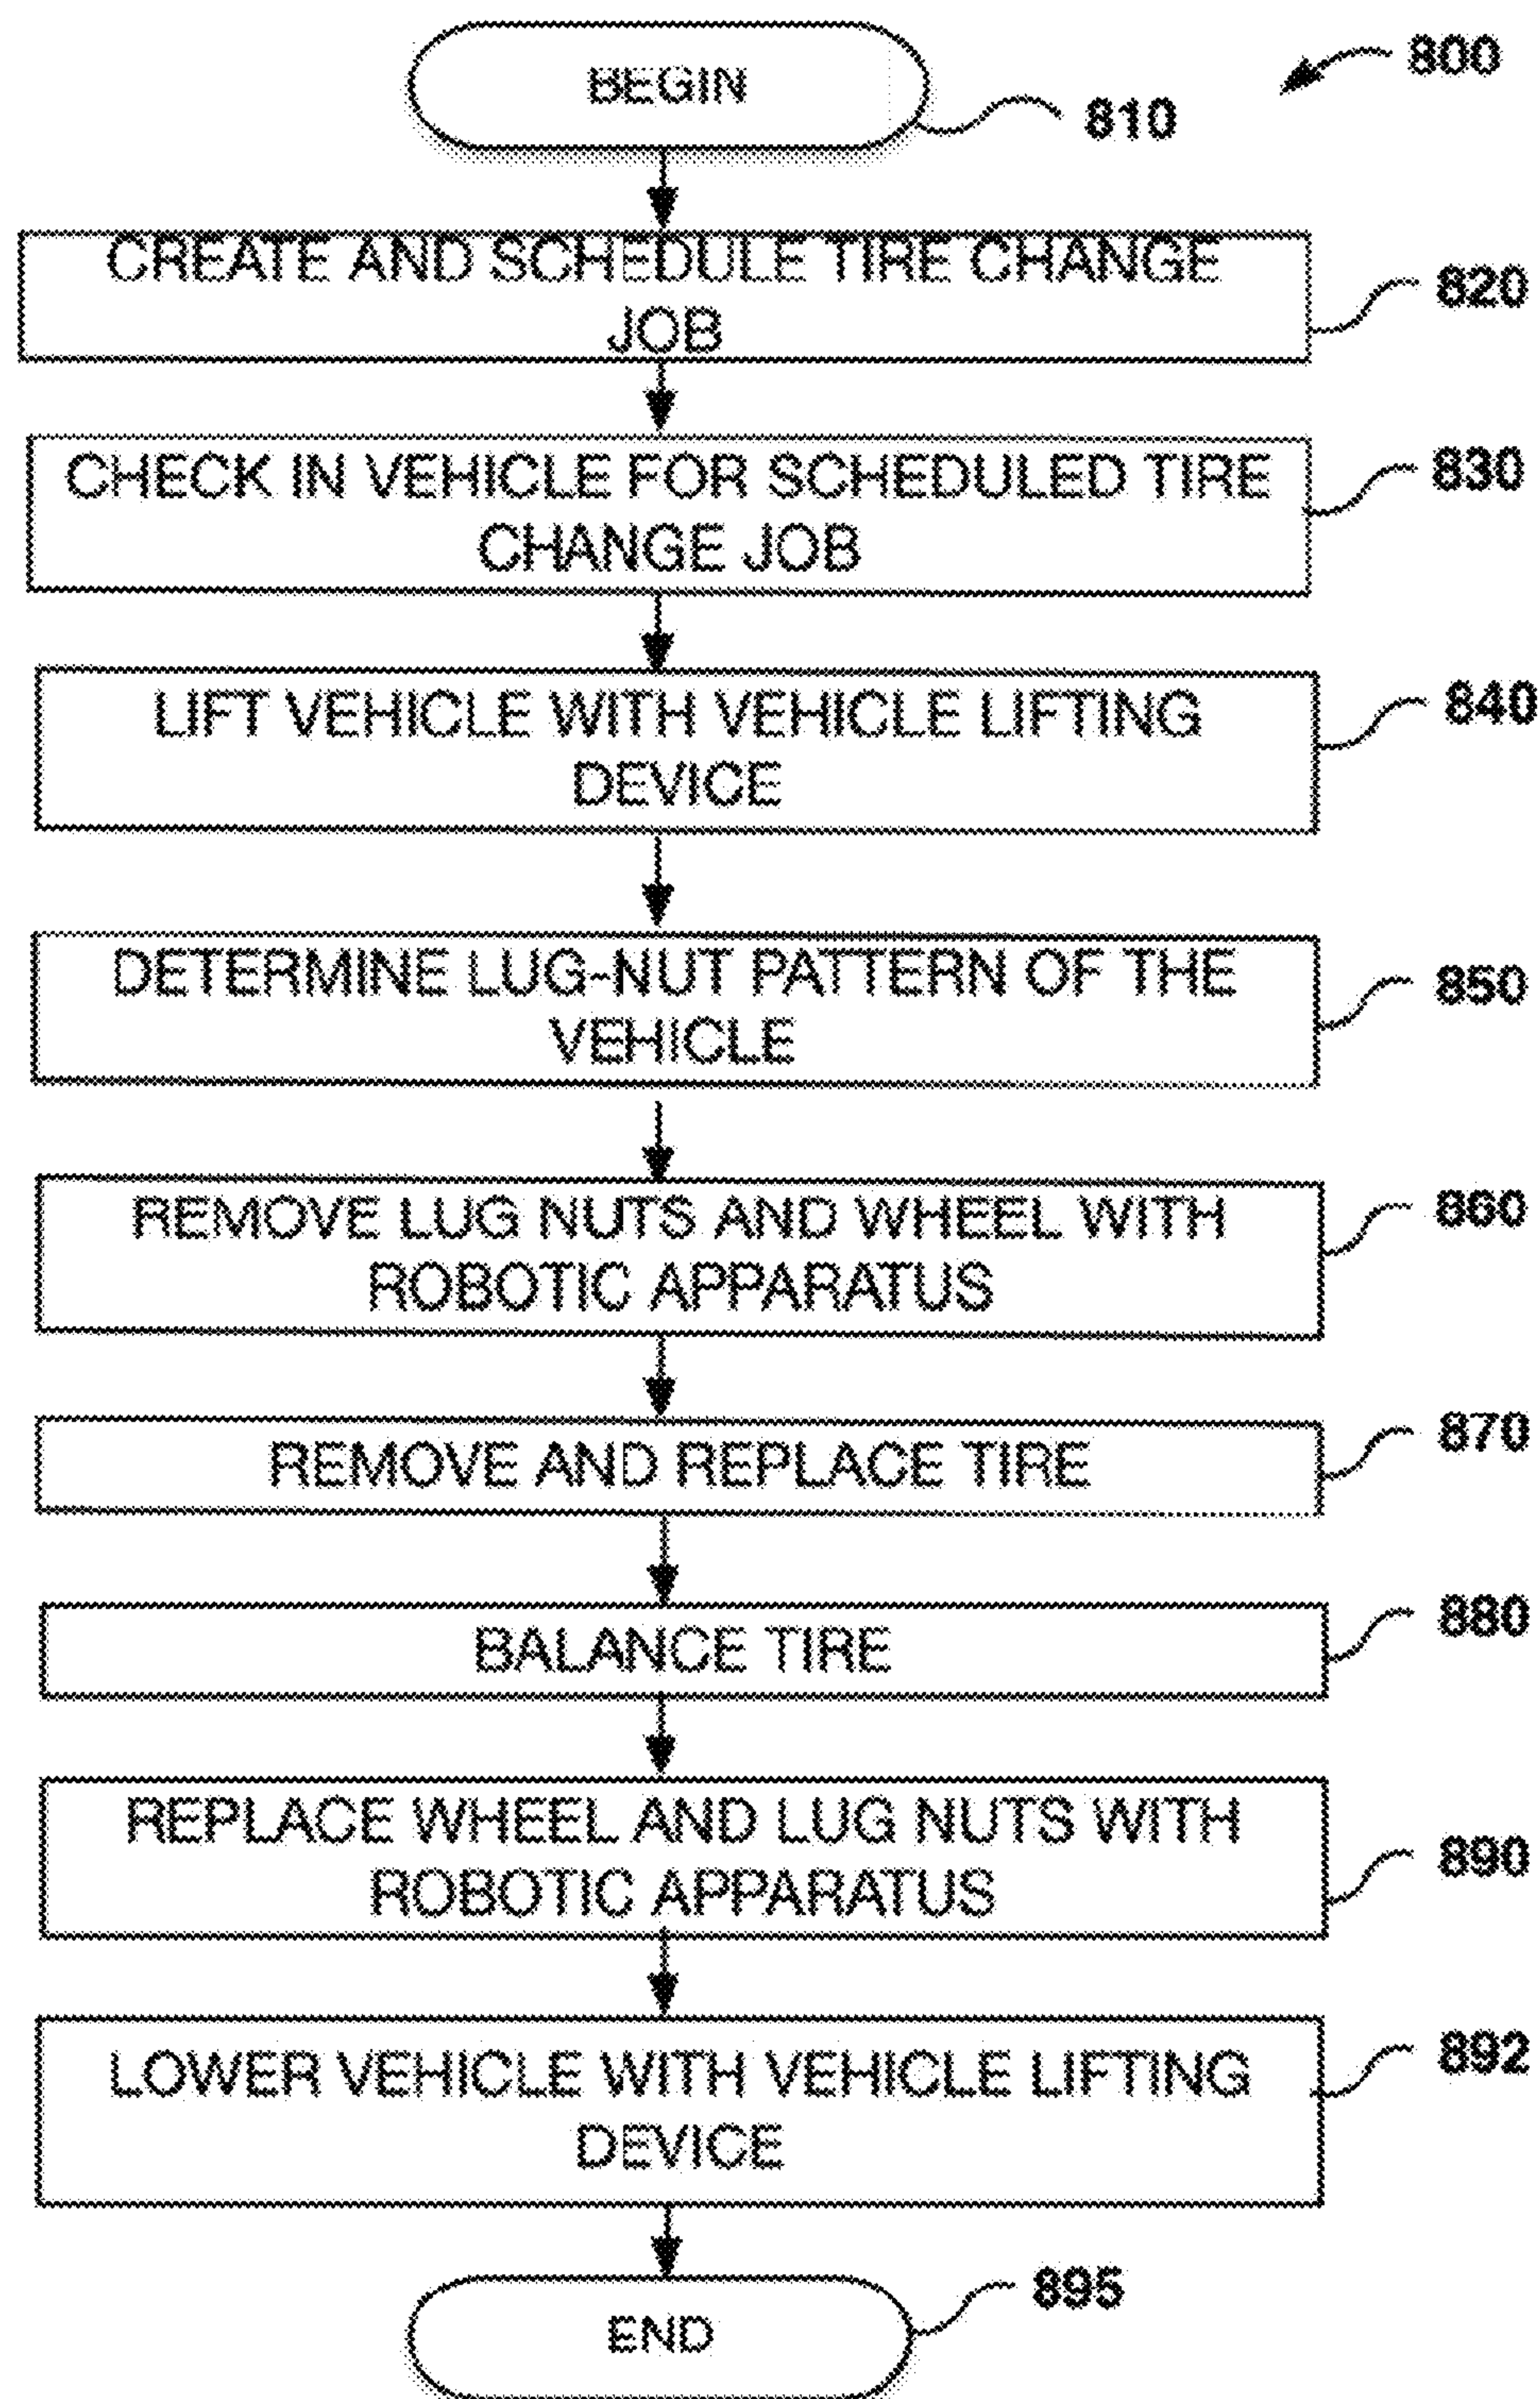 BEGIN
800
810
CREATE AND SCHEDULE TIRE CHANGE
JOB
820
CHECK IN VEHICLE FOR SCHEDULED TIRE
CHANGE JOB
830
LIFT VEHICLE WITH VEHICLE LIFTING
DEVICE
840
DETERMINE LUG-NUT PATTERN OF THE
VEHICLE
850
REMOVE LUG NUTS AND WHEEL WITH
ROBOTIC APPARATUS
860
REMOVE AND REPLACE TIRE
870
BALANCE TIRE
880
REPLACE WHEEL AND LUG NUTS WITH
ROBOTIC APPARATUS
890
LOWER VEHICLE WITH VEHICLE LIFTING
DEVICE
892
END
895